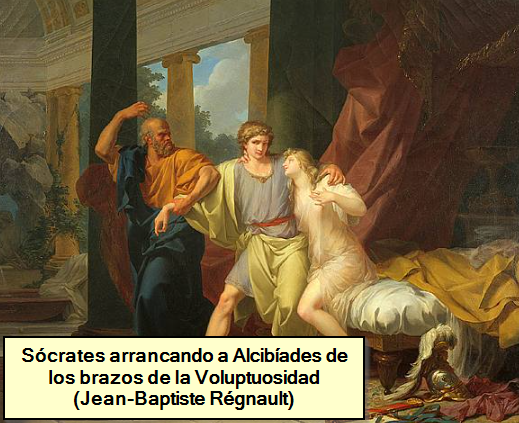 Sócrates arrancando a Alcibíades de
los brazos de la Voluptuosidad
(Jean-Baptiste Régnault)